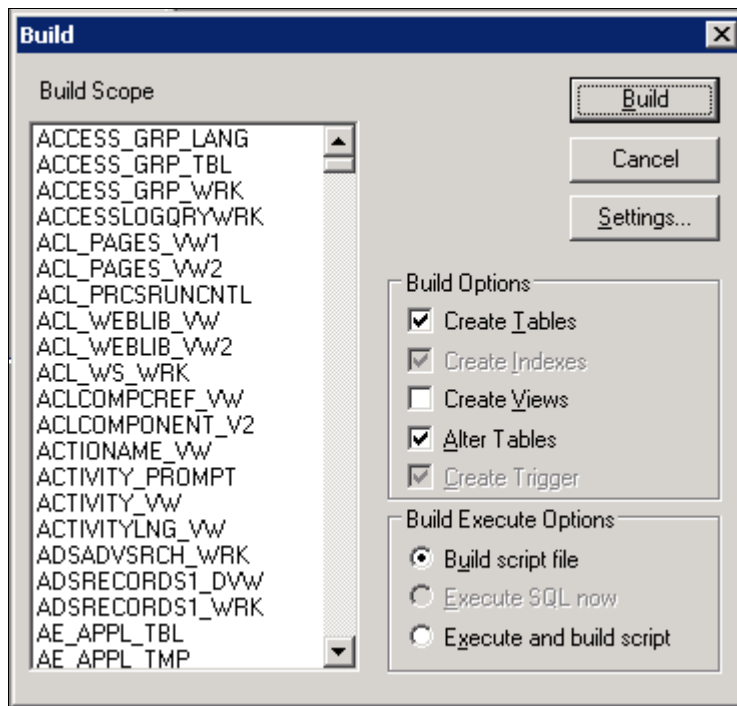 Build
Build Scope
ACCESS_GRP_LANG
ACCESS_GRP_TBL
ACCESS_GRP_WRK
ACCESSLOGQRYWRK
ACL_PAGES_VW1
ACL_PAGES_VW2
ACL_PRCSRUNCNTL
ACL_WEBLIB_VW
ACL_WEBLIB_VW2
ACL_WS_WRK
ACLCOMPCREF_VW
ACLCOMPONENT_V2
ACTIONAME_VW
ACTIVITY_PROMPT
ACTIVITY_VW
ACTIVITYLNG_VW
ADSADVSRCH_WRK
ADSRECORDS1_DVW
ADSRECORDS1_WRK
AE_APPL_TBL
AE_APPL_TMP
Build
Cancel
Settings...
Build Options
Create Tables
Create Indexes
Create Views
Alter Tables
Create Trigger
Build Execute Options
Build script file
Execute SQL now
Execute and build script